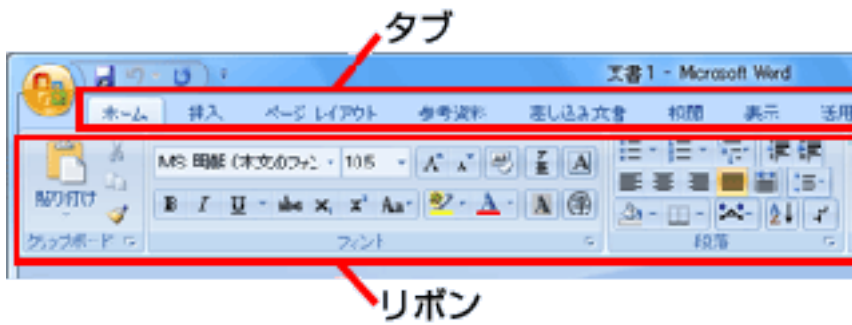 タブ
文書1 - Microsoft Word
ホーム 挿入 ページ レイアウト 参考資料 差し込み文書 校閲 表示 活用
MS 明朝 (本文のフォン 10.5
貼り付け
B I U abc x, x² Aa A A
クリップボード フォント 段落
リボン